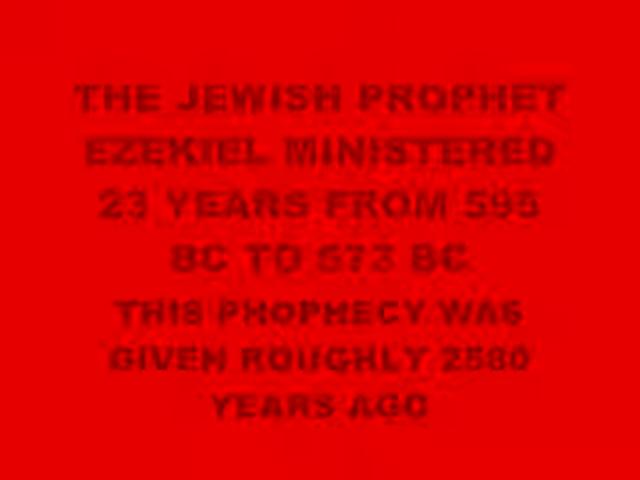 THE JEWISH PROPHET
EZEKIEL MINISTERED
23 YEARS FROM 595
BC TO 573 BC
THIS PROPHECY WAS
GIVEN ROUGHLY 2580
YEARS AGO